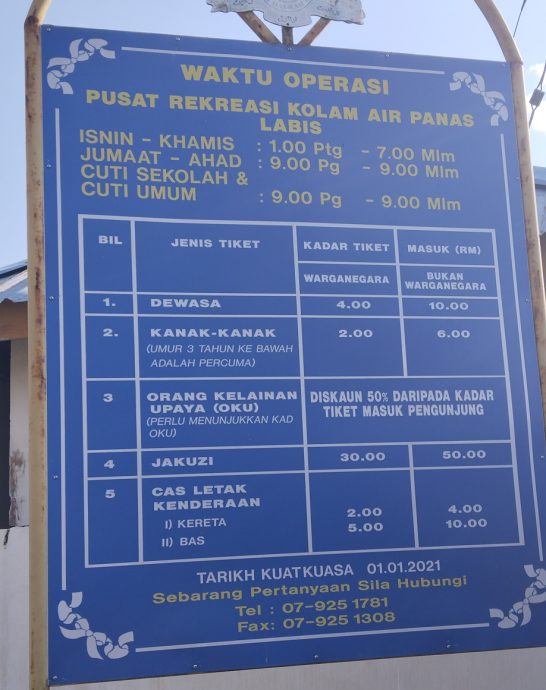 WAKTU OPERASI
PUSAT REKREASI KOLAM AIR PANAS
LABIS
ISNIN - KHAMIS : 1.00 Ptg - 7.00 Mlm
JUMAAT - AHAD : 9.00 Pg - 9.00 Mlm
CUTI SEKOLAH &
CUTI UMUM : 9.00 Pg - 9.00 Mlm
BIL JENIS TIKET KADAR TIKET MASUK (RM)
WARGANEGARA BUKAN WARGANEGARA
1. DEWASA 4.00 10.00
2. KANAK-KANAK 2.00 6.00
(UMUR 3 TAHUN KE BAWAH
ADALAH PERCUMA)
3 ORANG KELAINAN
UPAYA (OKU)
(PERLU MENUNJUKKAN KAD
OKU)
DISKAUN 50% DARIPADA KADAR
TIKET MASUK PENGUNJUNG
4 JAKUZI 30.00 50.00
5 CAS LETAK
KENDERAAN
I) KERETA 2.00 4.00
II) BAS 5.00 10.00
TARIKH KUATKUASA 01.01.2021
Sebarang Pertanyaan Sila Hubungi
Tel : 07-925 1781
Fax: 07-925 1308